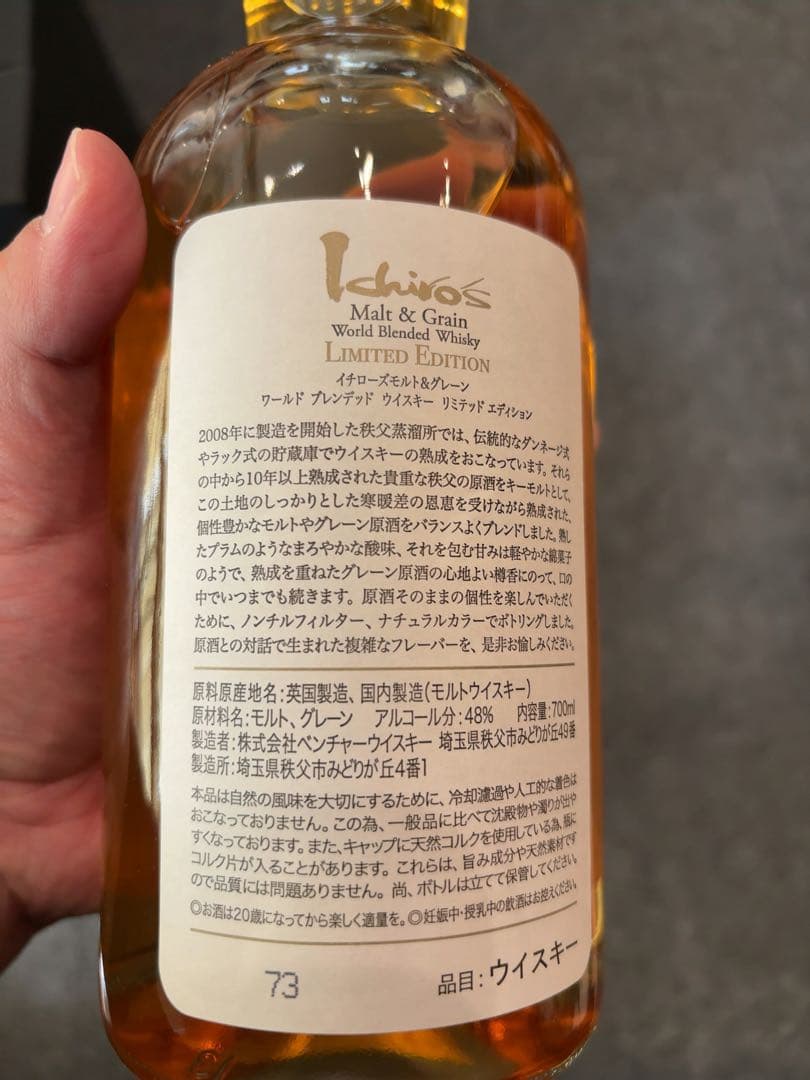 Ichiro's
Malt & Grain
World Blended Whisky
LIMITED EDITION
イチローズモルト&グレーン
ワールド ブレンデッド ウイスキー リミテッド エディション
2008年に製造を開始した秩父蒸溜所では、伝統的なダンネージ式
やラック式の貯蔵庫でウイスキーの熟成をおこなっています。それら
の中から10年以上熟成された貴重な秩父の原酒をキーモルトとして、
この土地のしっかりとした寒暖差の恩恵を受けながら熟成された、
個性豊かなモルトやグレーン原酒をバランスよくブレンドしました。熟し
たプラムのようなまろやかな酸味、それを包む甘みは軽やかな綿菓子
のようで、熟成を重ねたグレーン原酒の心地よい樽香にのって、口の
中でいつまでも続きます。原酒そのままの個性を楽しんでいただく
ために、ノンチルフィルター、ナチュラルカラーでボトリングしました。
原酒との対話で生まれた複雑なフレーバーを、是非お愉しみください。
原料原産地名:英国製造、国内製造(モルトウイスキー)
原材料名:モルト、グレーン アルコール分:48% 内容量:700ml
製造者:株式会社ベンチャーウイスキー 埼玉県秩父市みどりが丘49番
製造所:埼玉県秩父市みどりが丘4番1
本品は自然の風味を大切にするために、冷却濾過や人工的な着色は
おこなっておりません。この為、一般品に比べて沈殿物や濁りが出や
すくなっております。また、キャップに天然コルクを使用している為、瓶に
コルク片が入ることがあります。これらは、旨み成分や天然素材です
ので品質には問題ありません。尚、ボトルは立てて保管してください。
◎お酒は20歳になってから楽しく適量を。◎妊娠中・授乳中の飲酒はお控えください。
73
品目:ウイスキー